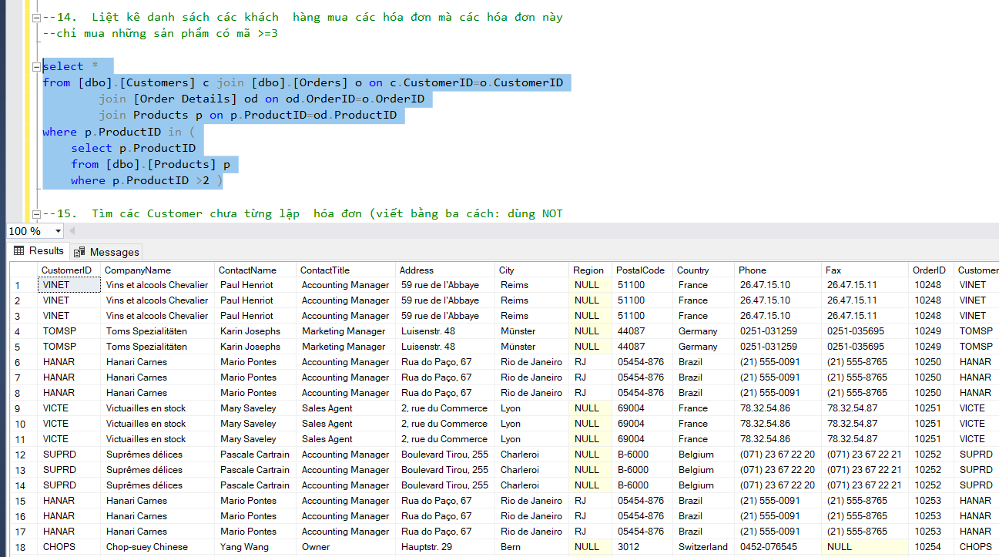 --14.  Liệt kê danh sách các khách  hàng mua các hóa đơn mà các hóa đơn này
--chỉ mua những sản phẩm có mã >=3
select *
from [dbo].[Customers] c join [dbo].[Orders] o on c.CustomerID=o.CustomerID
join [Order Details] od on od.OrderID=o.OrderID
join Products p on p.ProductID=od.ProductID
where p.ProductID in (
select p.ProductID
from [dbo].[Products] p
where p.ProductID >2 )
--15.  Tìm các Customer chưa từng lập  hóa đơn (viết bằng ba cách: dùng NOT
100 %
Results Messages
CustomerID CompanyName ContactName ContactTitle Address City Region PostalCode Country Phone Fax OrderID Customer
1 VINET Vins et alcools Chevalier Paul Henriot Accounting Manager 59 rue de l'Abbaye Reims NULL 51100 France 26.47.15.10 26.47.15.11 10248 VINET
2 VINET Vins et alcools Chevalier Paul Henriot Accounting Manager 59 rue de l'Abbaye Reims NULL 51100 France 26.47.15.10 26.47.15.11 10248 VINET
3 VINET Vins et alcools Chevalier Paul Henriot Accounting Manager 59 rue de l'Abbaye Reims NULL 51100 France 26.47.15.10 26.47.15.11 10248 VINET
4 TOMSP Toms Spezialitäten Karin Josephs Marketing Manager Luisenstr. 48 Münster NULL 44087 Germany 0251-031259 0251-035695 10249 TOMSP
5 TOMSP Toms Spezialitäten Karin Josephs Marketing Manager Luisenstr. 48 Münster NULL 44087 Germany 0251-031259 0251-035695 10249 TOMSP
6 HANAR Hanari Carnes Mario Pontes Accounting Manager Rua do Paço, 67 Rio de Janeiro RJ 05454-876 Brazil (21) 555-0091 (21) 555-8765 10250 HANAR
7 HANAR Hanari Carnes Mario Pontes Accounting Manager Rua do Paço, 67 Rio de Janeiro RJ 05454-876 Brazil (21) 555-0091 (21) 555-8765 10250 HANAR
8 HANAR Hanari Carnes Mario Pontes Accounting Manager Rua do Paço, 67 Rio de Janeiro RJ 05454-876 Brazil (21) 555-0091 (21) 555-8765 10250 HANAR
9 VICTE Victuailles en stock Mary Saveley Sales Agent 2, rue du Commerce Lyon NULL 69004 France 78.32.54.86 78.32.54.87 10251 VICTE
10 VICTE Victuailles en stock Mary Saveley Sales Agent 2, rue du Commerce Lyon NULL 69004 France 78.32.54.86 78.32.54.87 10251 VICTE
11 VICTE Victuailles en stock Mary Saveley Sales Agent 2, rue du Commerce Lyon NULL 69004 France 78.32.54.86 78.32.54.87 10251 VICTE
12 SUPRD Suprêmes délices Pascale Cartrain Accounting Manager Boulevard Tirou, 255 Charleroi NULL B-6000 Belgium (071) 23 67 22 20 (071) 23 67 22 21 10252 SUPRD
13 SUPRD Suprêmes délices Pascale Cartrain Accounting Manager Boulevard Tirou, 255 Charleroi NULL B-6000 Belgium (071) 23 67 22 20 (071) 23 67 22 21 10252 SUPRD
14 SUPRD Suprêmes délices Pascale Cartrain Accounting Manager Boulevard Tirou, 255 Charleroi NULL B-6000 Belgium (071) 23 67 22 20 (071) 23 67 22 21 10252 SUPRD
15 HANAR Hanari Carnes Mario Pontes Accounting Manager Rua do Paço, 67 Rio de Janeiro RJ 05454-876 Brazil (21) 555-0091 (21) 555-8765 10253 HANAR
16 HANAR Hanari Carnes Mario Pontes Accounting Manager Rua do Paço, 67 Rio de Janeiro RJ 05454-876 Brazil (21) 555-0091 (21) 555-8765 10253 HANAR
17 HANAR Hanari Carnes Mario Pontes Accounting Manager Rua do Paço, 67 Rio de Janeiro RJ 05454-876 Brazil (21) 555-0091 (21) 555-8765 10253 HANAR
18 CHOPS Chop-suey Chinese Yang Wang Owner Hauptstr. 29 Bern NULL 3012 Switzerland 0452-076545 NULL 10254 CHOPS